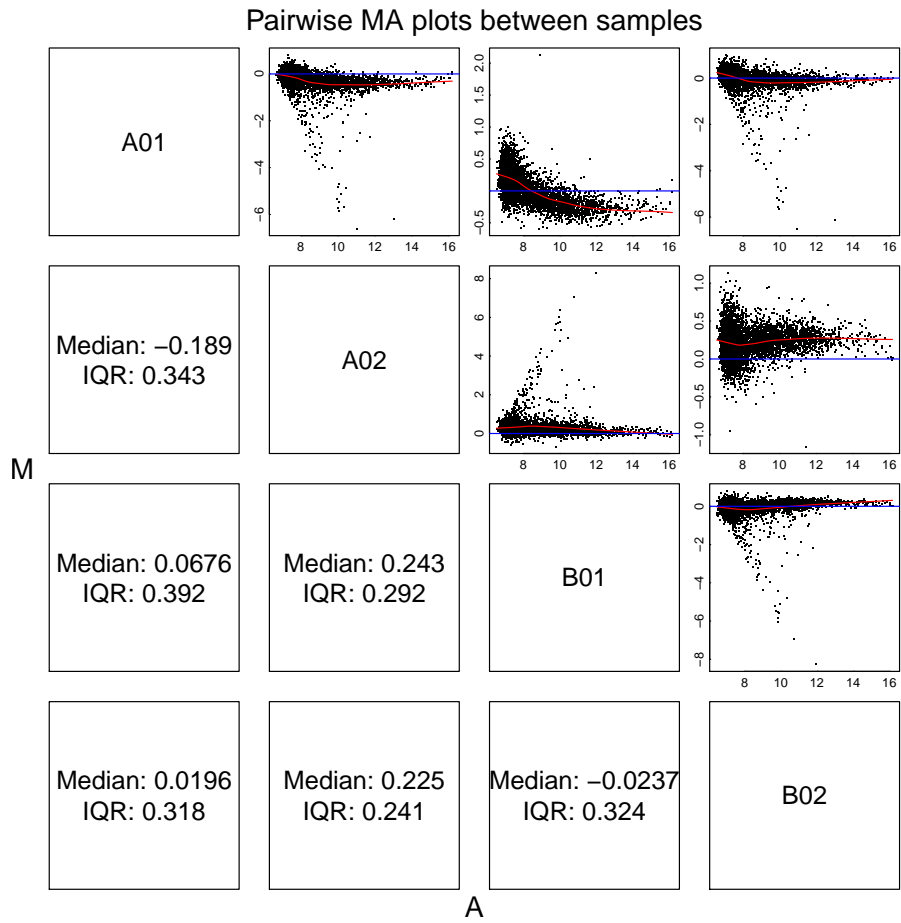 Pairwise MA plots between samples
A01
0
−2
−4
−6
8 10 12 14 16
2.0
1.5
1.0
0.5
−0.5
8 10 12 14 16
0
−2
−4
−6
8 10 12 14 16
Median: −0.189
IQR: 0.343
A02
8
6
4
2
0
8 10 12 14 16
1.0
0.5
0.0
−0.5
−1.0
8 10 12 14 16
M
Median: 0.0676
IQR: 0.392
Median: 0.243
IQR: 0.292
B01
0
−2
−4
−6
−8
8 10 12 14 16
Median: 0.0196
IQR: 0.318
Median: 0.225
IQR: 0.241
Median: −0.0237
IQR: 0.324
B02
A